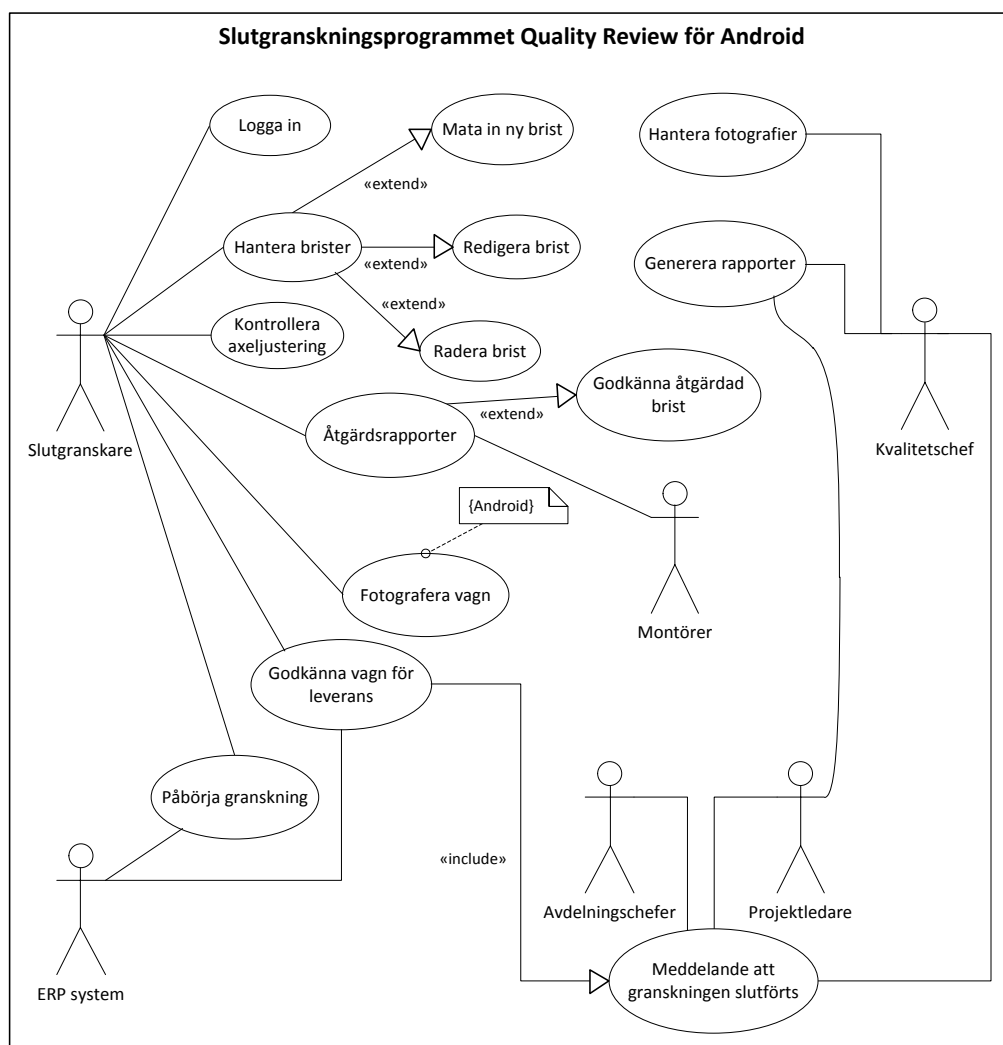 Slutgranskningsprogrammet Quality Review för Android
Logga in
Mata in ny brist
Hantera fotografier
«extend»
Hantera brister
«extend»
Redigera brist
Generera rapporter
«extend»
Kontrollera
axeljustering
Radera brist
Godkänna åtgärdad
brist
«extend»
Åtgärdsrapporter
Slutgranskare
Kvalitetschef
{Android}
Fotografera vagn
Montörer
Godkänna vagn för
leverans
Påbörja granskning
«include»
Avdelningschefer
Projektledare
ERP system
Meddelande att
granskningen slutförts